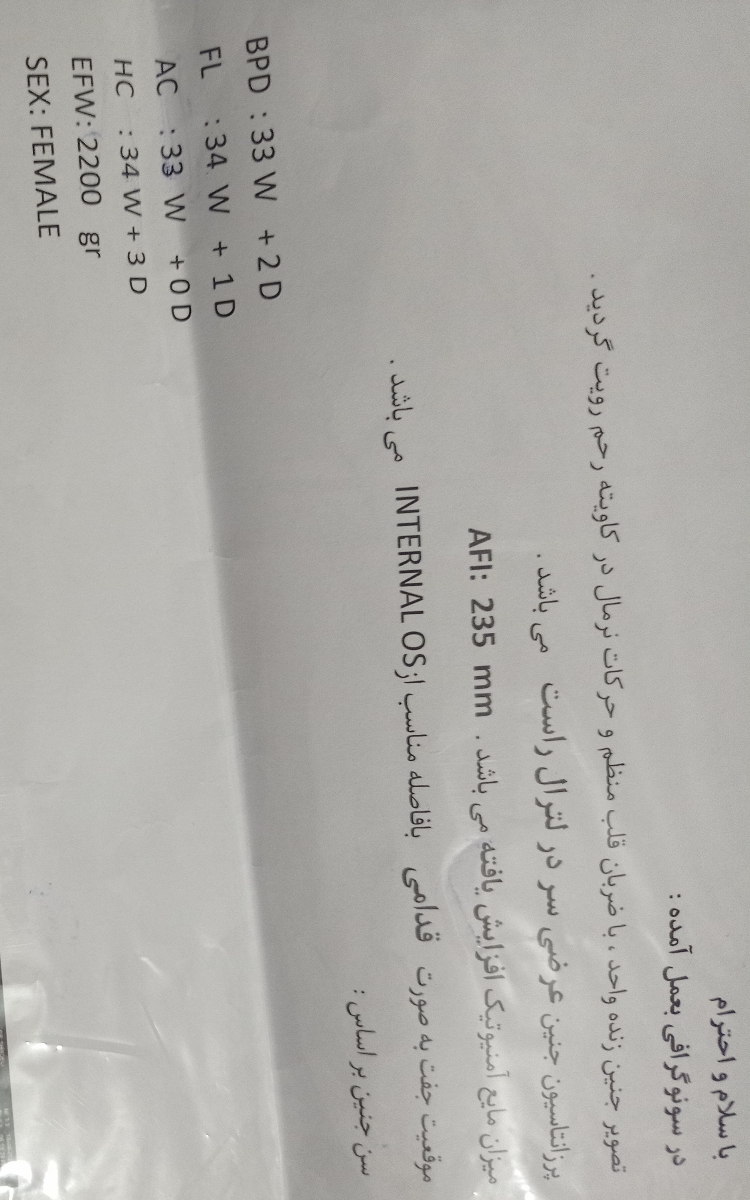 با سلام و احترام
در سونوگرافی بعمل آمده :
تصویر جنین زنده واحد ، با ضربان قلب منظم و حرکات نرمال در کاویته رحم رویت گردید .
پرزانتاسیون جنین عرضی سر در لترال راست می باشد .
میزان مایع آمنیوتیک افزایش یافته می باشد . AFI: 235 mm
موقعیت جفت به صورت قدامی بافاصله مناسب از INTERNAL OS می باشد .
سن جنین بر اساس :
BPD : 33 W + 2 D
FL : 34 W + 1 D
AC : 33 W + 0 D
HC : 34 W + 3 D
EFW: 2200 gr
SEX: FEMALE